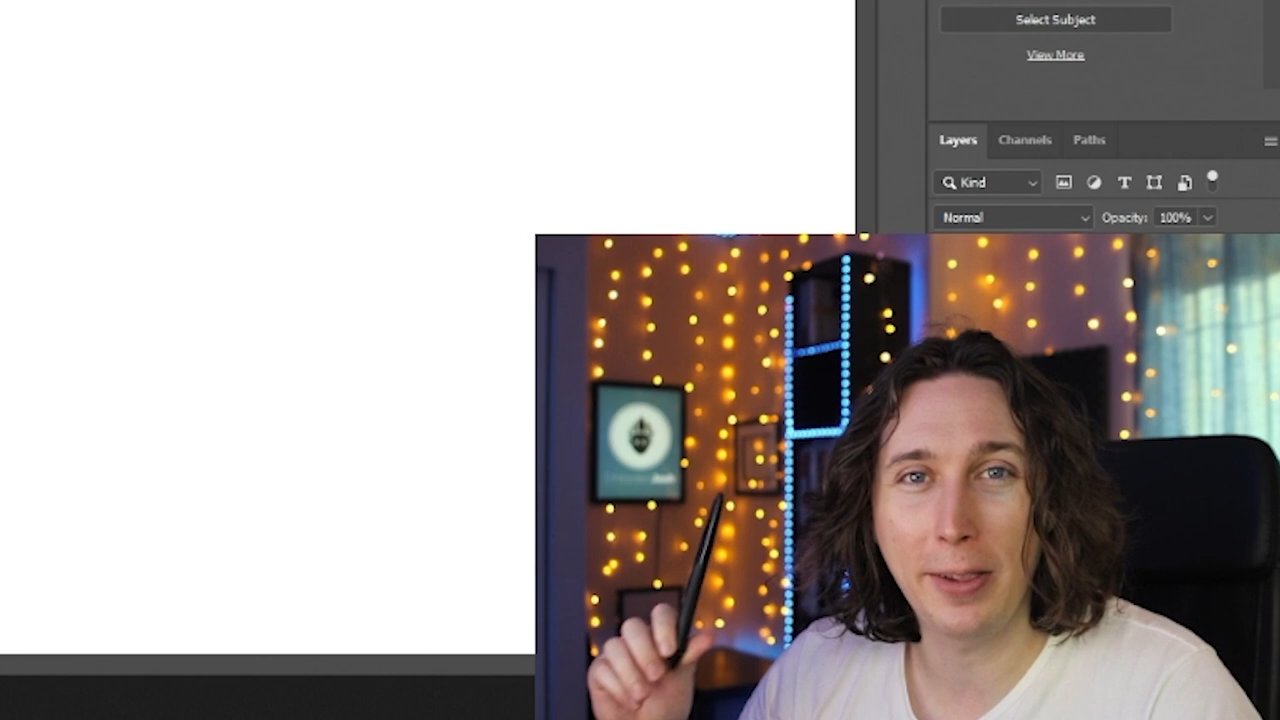 Select Subject
View More
Layers Channels Paths
Kind
Normal Opacity: 100%